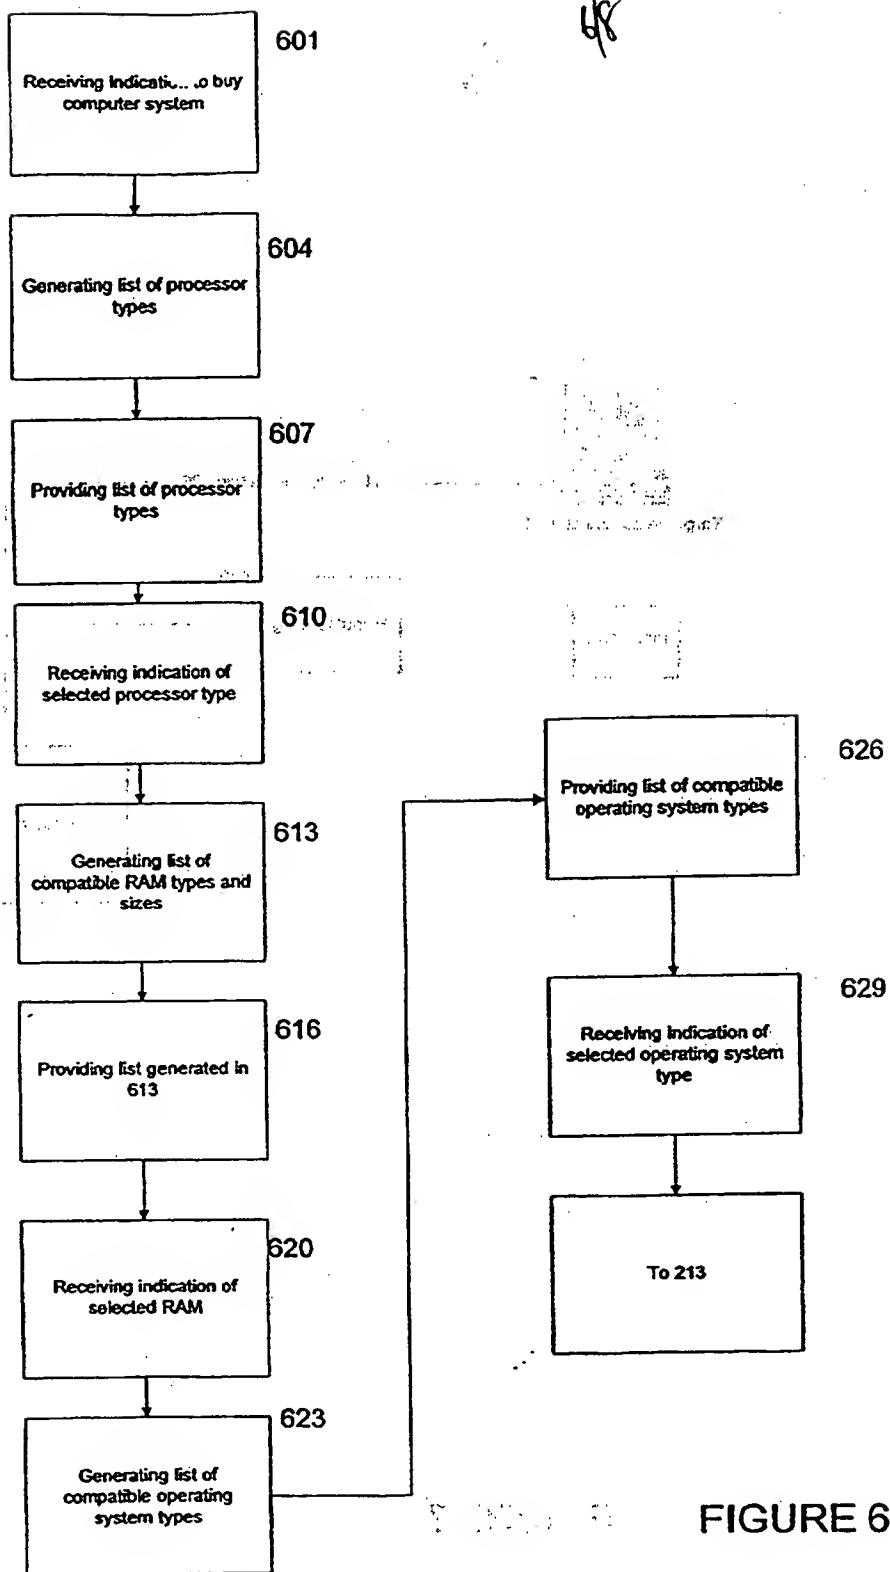 6/8
601
Receiving indicati... to buy
computer system
604
Generating list of processor
types
607
Providing list of processor
types
610
Receiving indication of
selected processor type
613
Generating list of
compatible RAM types and
sizes
616
Providing list generated in
613
620
Receiving indication of
selected RAM
623
Generating list of
compatible operating
system types
626
Providing list of compatible
operating system types
629
Receiving indication of
selected operating system
type
To 213
FIGURE 6